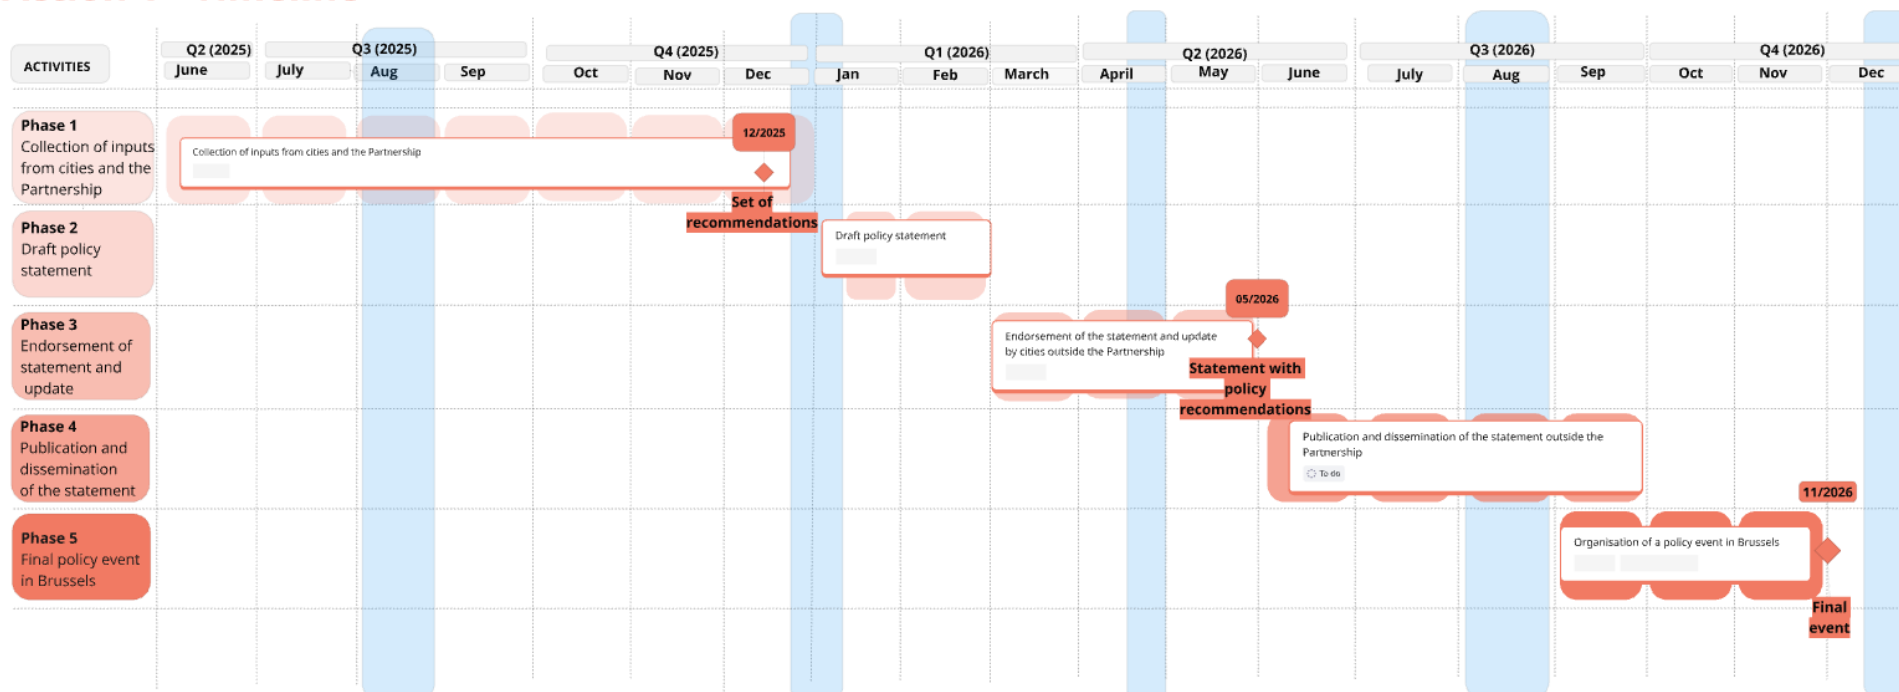 Q2 (2025)
Q3 (2025)
Q4 (2025)
Q1 (2026)
Q2 (2026)
Q3 (2026)
Q4 (2026)
ACTIVITIES
June
July
Aug
Sep
Oct
Nov
Dec
Jan
Feb
March
April
May
June
July
Aug
Sep
Oct
Nov
Dec
Phase 1
Collection of inputs
from cities and the
Partnership
Collection of inputs from cities and the Partnership
12/2025
Set of
recommendations
Phase 2
Draft policy
statement
Draft policy statement
Phase 3
Endorsement of
statement and
update
Endorsement of the statement and update
by cities outside the Partnership
05/2026
Statement with
policy
recommendations
Phase 4
Publication and
dissemination
of the statement
Publication and dissemination of the statement outside the
Partnership
To do
Phase 5
Final policy event
in Brussels
Organisation of a policy event in Brussels
11/2026
Final
event